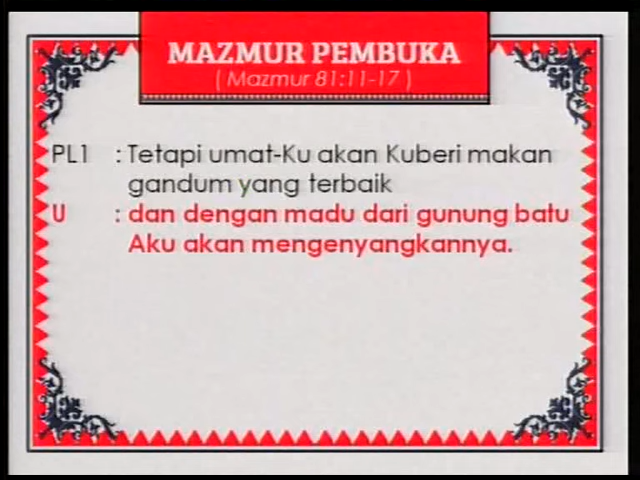 MAZMUR PEMBUKA
( Mazmur 81:11-17 )
PL1 : Tetapi umat-Ku akan Kuberi makan
gandum yang terbaik
U : dan dengan madu dari gunung batu
Aku akan mengenyangkannya.